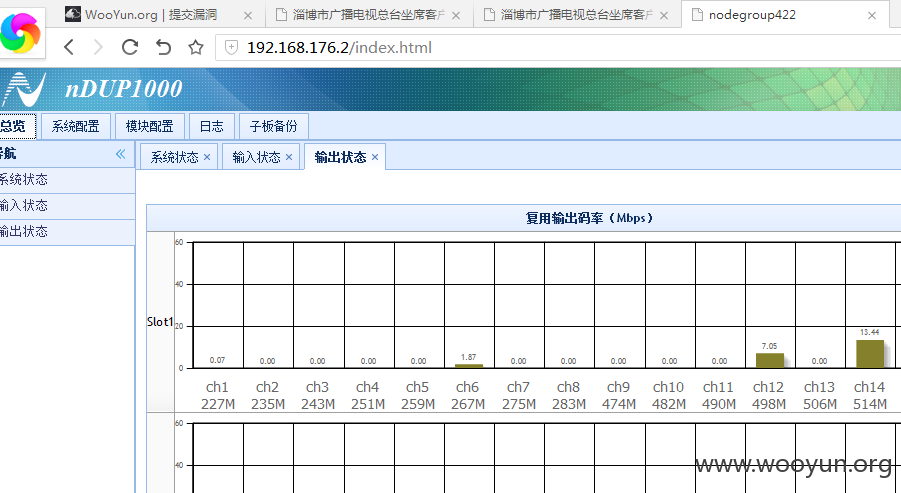 WooYun.org | 提交漏洞
淄博市广播电视总台坐席客户
淄博市广播电视总台坐席客户
nodegroup422
192.168.176.2/index.html
nDUP1000
总览 系统配置 模块配置 日志 子板备份
导航
系统状态
输入状态
输出状态
系统状态 输入状态 输出状态
复用输出码率（Mbps）
60
40
20
0
Slot1
0.07 0.00 0.00 0.00 0.00 1.87 0.00 0.00 0.00 0.00 0.00 7.05 0.00 13.44
ch1 ch2 ch3 ch4 ch5 ch6 ch7 ch8 ch9 ch10 ch11 ch12 ch13 ch14
227M 235M 243M 251M 259M 267M 275M 283M 474M 482M 490M 498M 506M 514M
60
40
www.wooyun.org